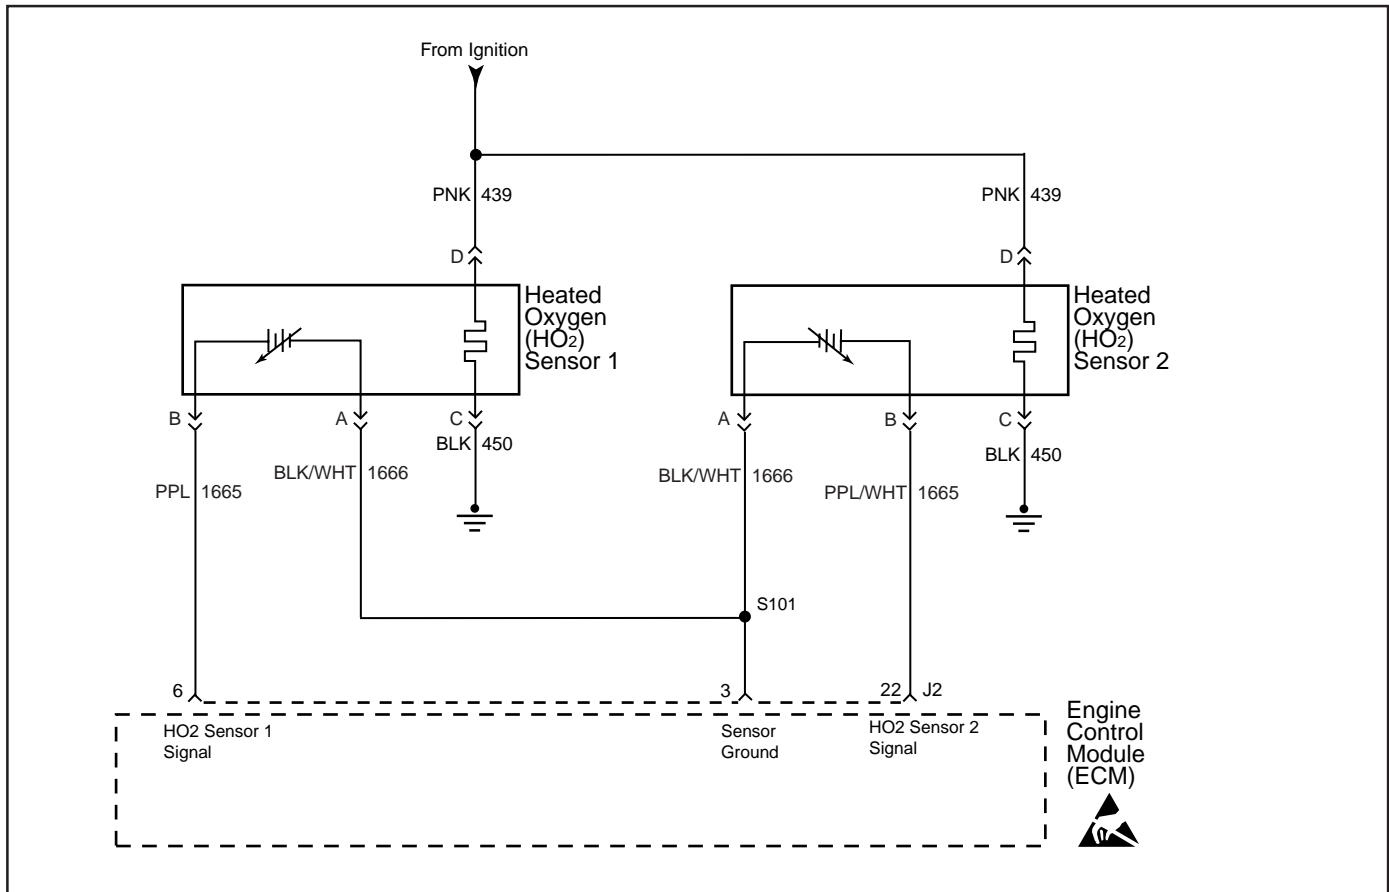 From Ignition
PNK 439
PNK 439
D
D
Heated
Oxygen
(HO2)
Sensor 1
Heated
Oxygen
(HO2)
Sensor 2
B
A
C
A
B
C
BLK 450
BLK 450
BLK/WHT 1666
BLK/WHT 1666
PPL 1665
PPL/WHT 1665
S101
6
3
22 J2
HO2 Sensor 1
Signal
Sensor
Ground
HO2 Sensor 2
Signal
Engine
Control
Module
(ECM)